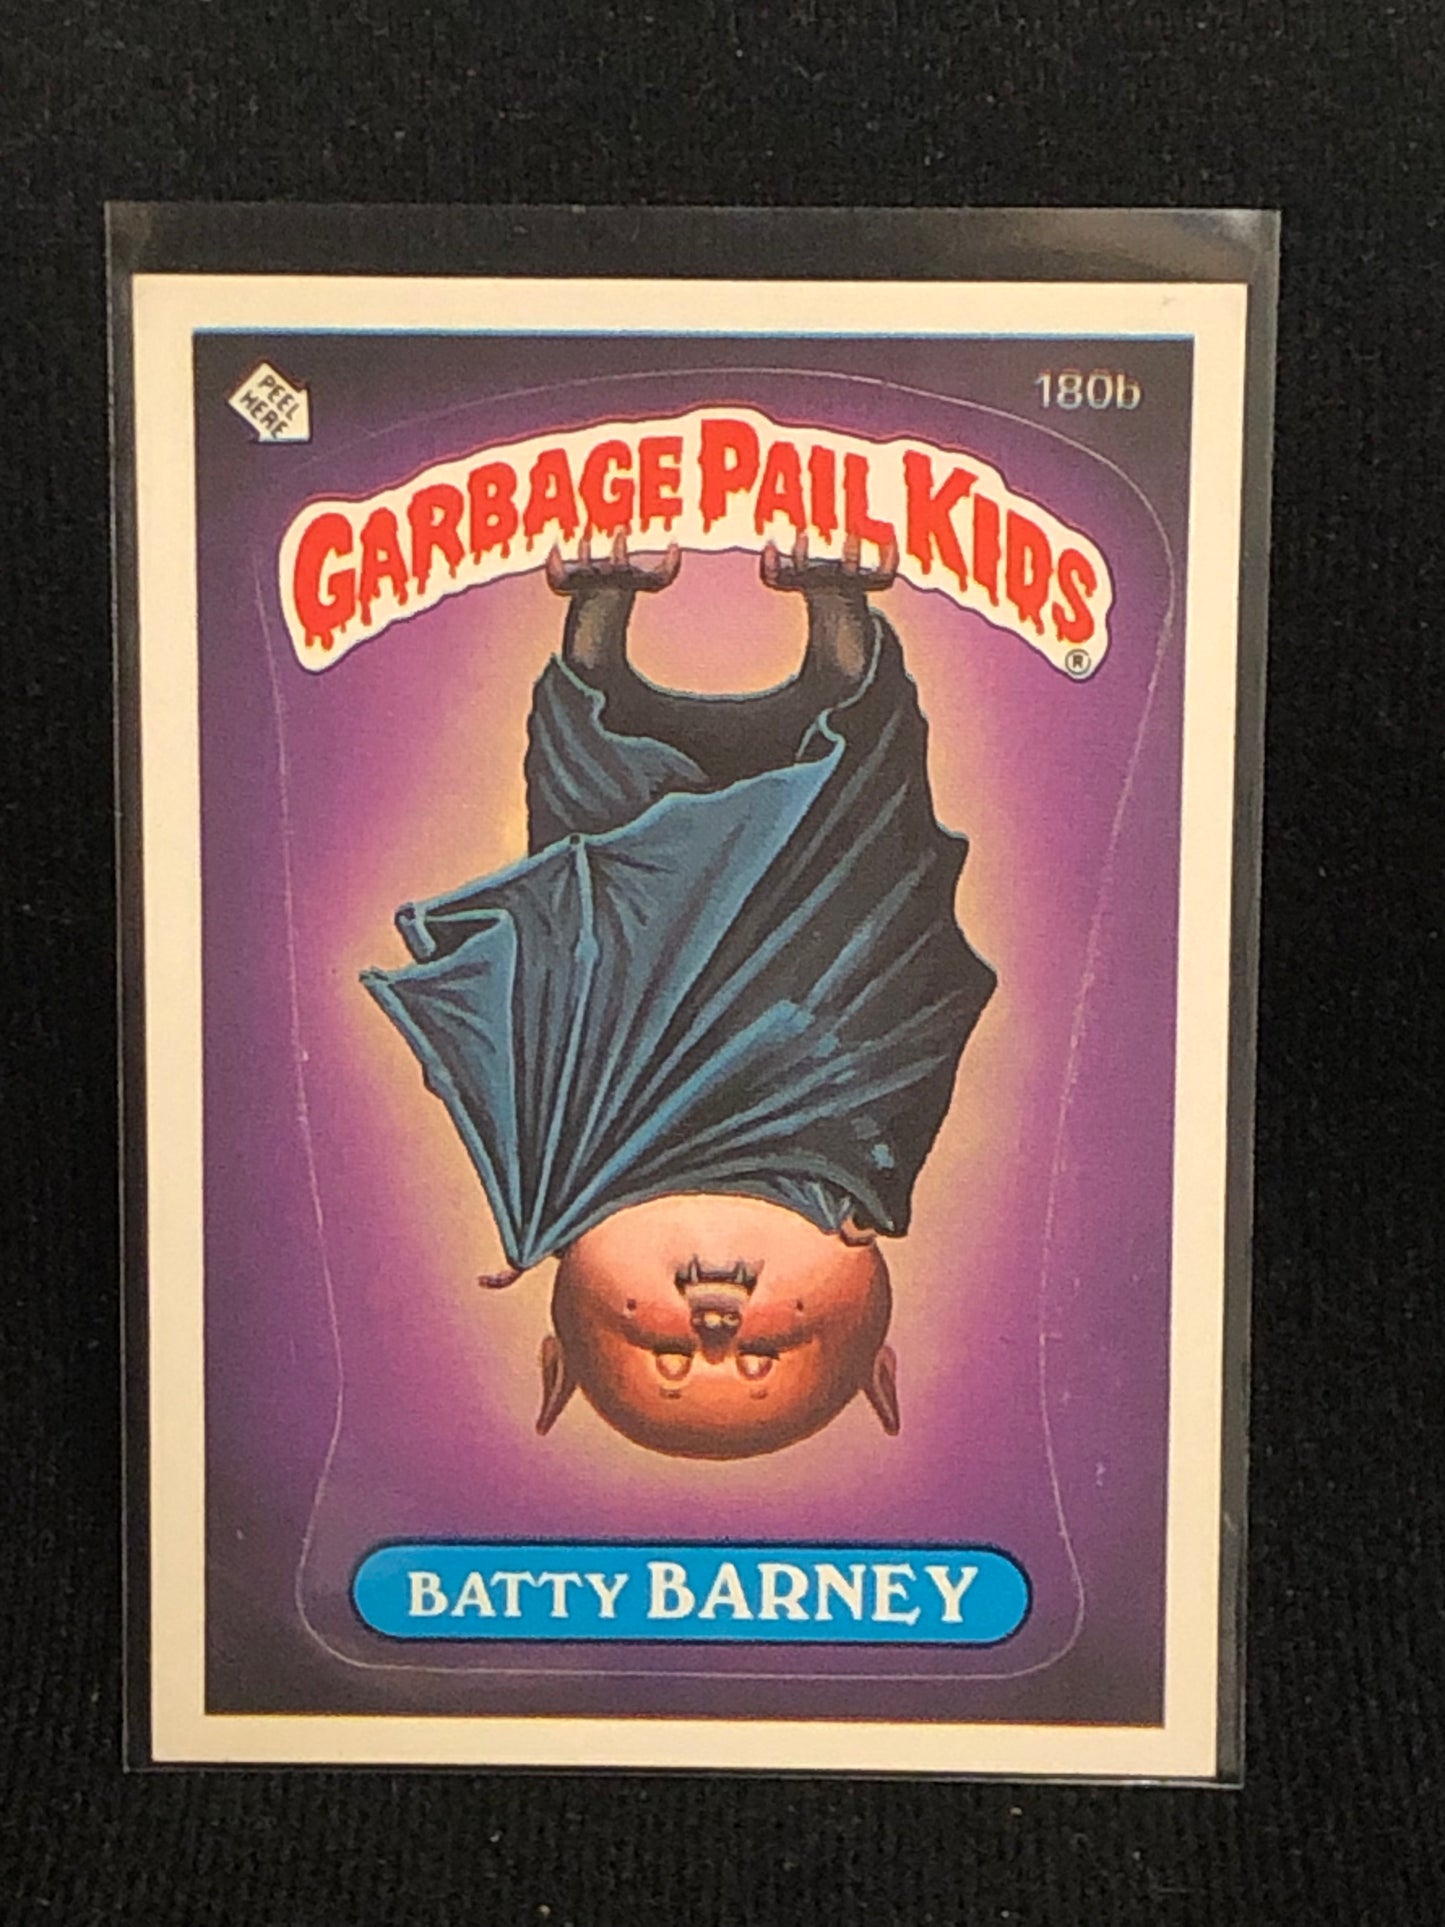 PEEL
HERE
180b
GARBAGE PAIL KIDS
®
BATTY BARNEY